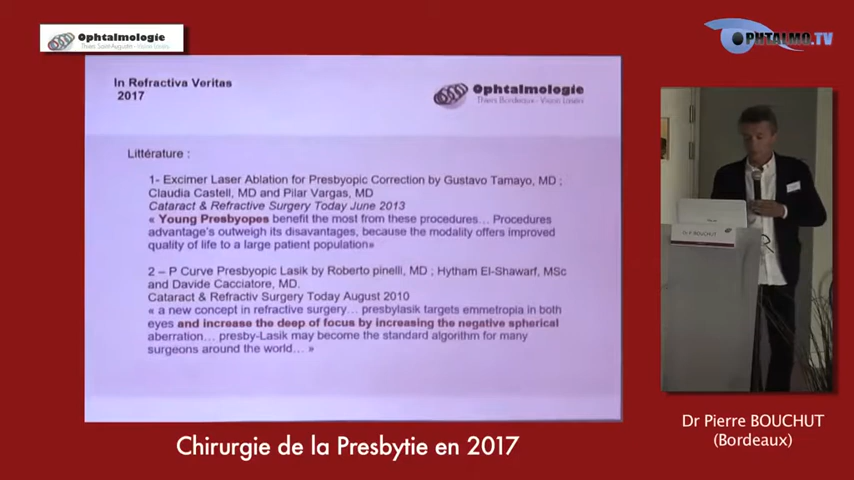 Ophtalmologie
Thiers Saint-Augustin - Vision Lasers
OPHTALMO.TV
In Refractiva Veritas
2017
Ophtalmologie
Thiers Bordeaux - Vision Lasers
Littérature :
1- Excimer Laser Ablation for Presbyopic Correction by Gustavo Tamayo, MD ;
Claudia Castell, MD and Pilar Vargas, MD
Cataract & Refractive Surgery Today June 2013
« Young Presbyopes benefit the most from these procedures... Procedures
advantage's outweigh its disavantages, because the modality offers improved
quality of life to a large patient population»
2 – P Curve Presbyopic Lasik by Roberto pinelli, MD ; Hytham El-Shawarf, MSc
and Davide Cacciatore, MD.
Cataract & Refractiv Surgery Today August 2010
« a new concept in refractive surgery... presbylasik targets emmetropia in both
eyes and increase the deep of focus by increasing the negative spherical
aberration... presby-Lasik may become the standard algorithm for many
surgeons around the world... »
Dr P. BOUCHUT
Dr Pierre BOUCHUT
(Bordeaux)
Chirurgie de la Presbytie en 2017